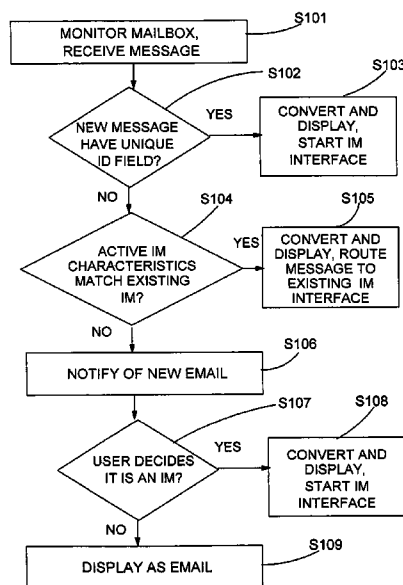 S101
MONITOR MAILBOX,
RECEIVE MESSAGE
S102
NEW MESSAGE
HAVE UNIQUE
ID FIELD?
YES
S103
CONVERT AND
DISPLAY,
START IM
INTERFACE
NO
S104
ACTIVE IM
CHARACTERISTICS
MATCH EXISTING
IM?
YES
S105
CONVERT AND
DISPLAY, ROUTE
MESSAGE TO
EXISTING IM
INTERFACE
NO
S106
NOTIFY OF NEW EMAIL
S107
USER DECIDES
IT IS AN IM?
YES
S108
CONVERT AND
DISPLAY,
START IM
INTERFACE
NO
S109
DISPLAY AS EMAIL